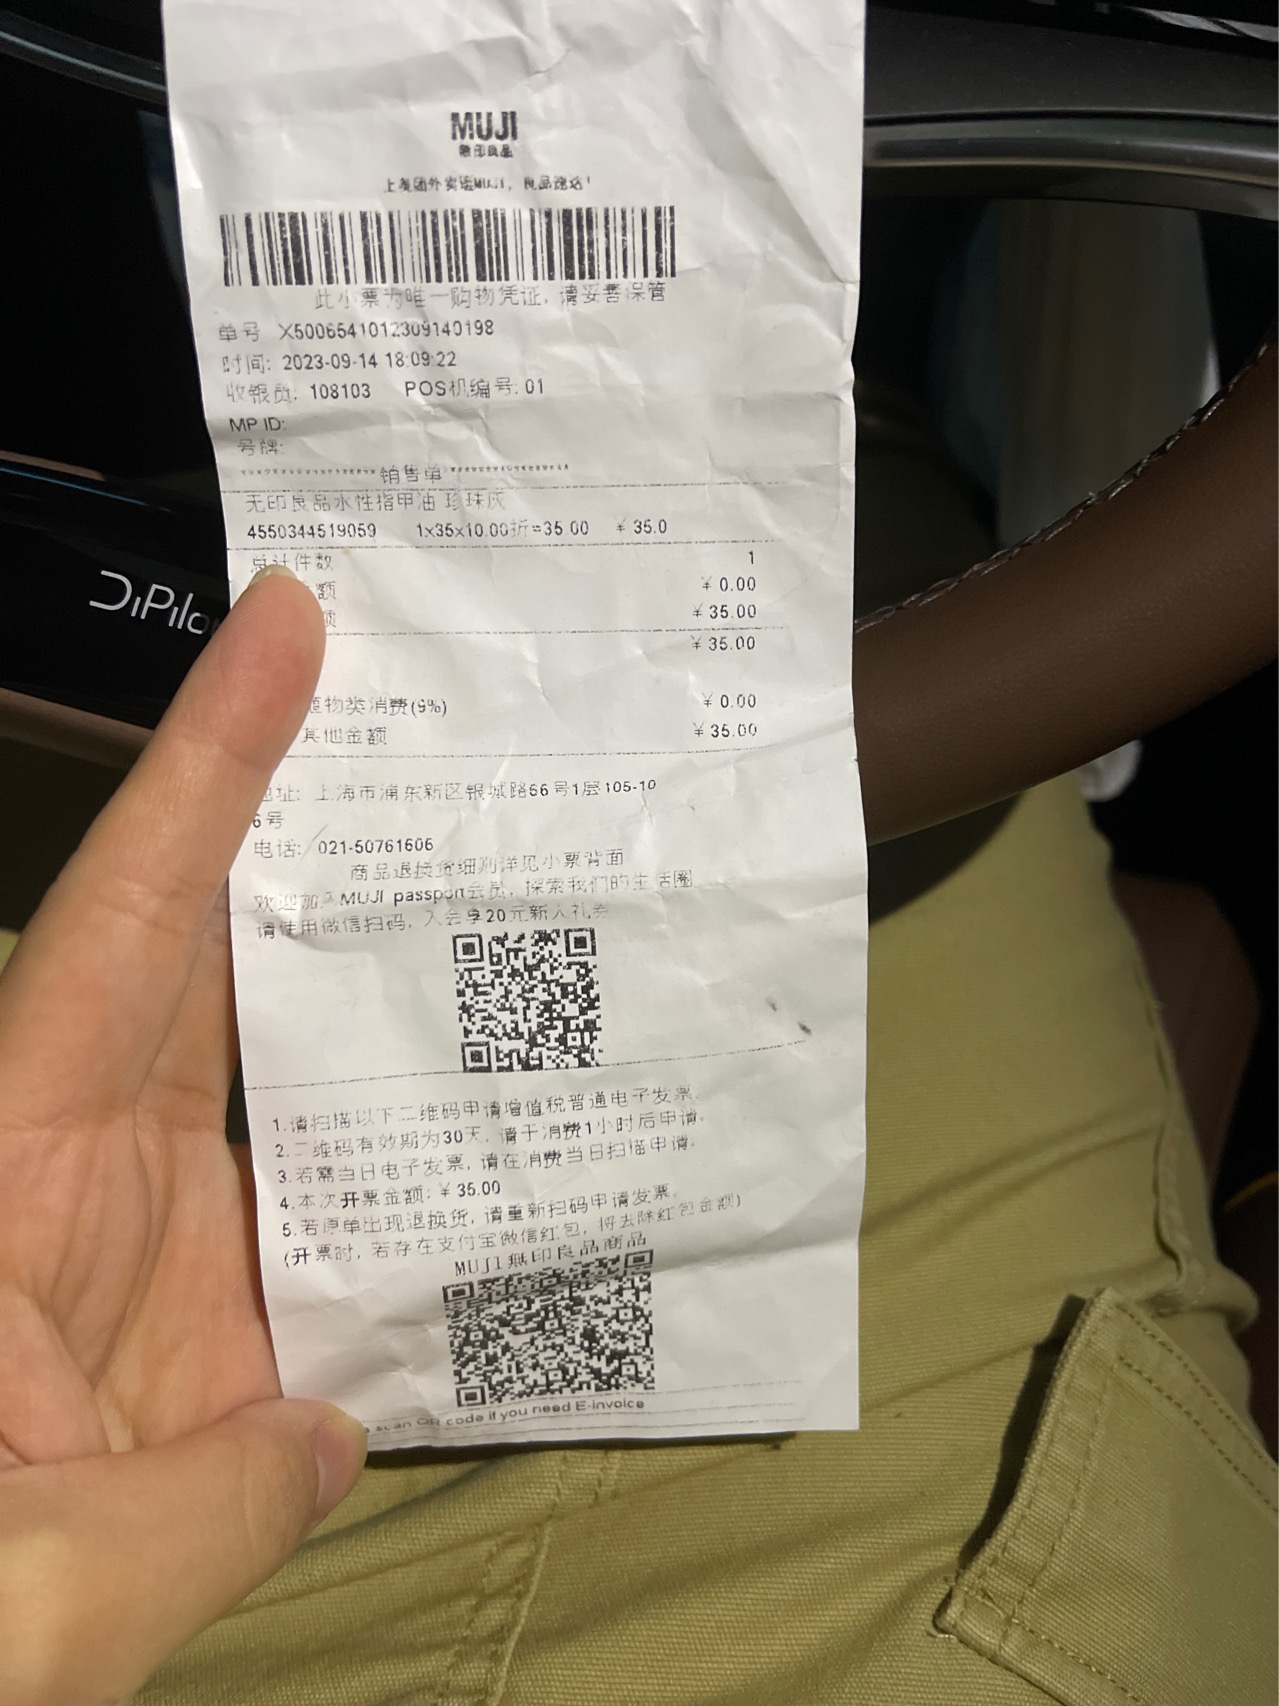 MUJI
無印良品
上美团外卖逛MUJI，良品速达！
此小票为唯一购物凭证，请妥善保管
单号 X5006541012309140198
时间: 2023-09-14 18:09:22
收银员: 108103 POS机编号: 01
MP ID:
号牌:
销售单
无印良品水性指甲油 珍珠灰
4550344519059 1x35x10.00折=35.00 ￥35.0
总计件数 1
额 ￥0.00
￥35.00
￥35.00
物类消费(9%) ￥0.00
其他金额 ￥35.00
地址: 上海市浦东新区银城路66号1层105-10
6号
电话: 021-50761606
商品退换货细则详见小票背面
欢迎加入MUJI passport会员，探索我们的生活圈
请使用微信扫码，入会享20元新人礼券
1.请扫描以下二维码申请增值税普通电子发票.
2.二维码有效期为30天，请于消费1小时后申请。
3.若需当日电子发票，请在消费当日扫描申请。
4.本次开票金额: ￥35.00
5.若原单出现退换货，请重新扫码申请发票.
(开票时，若存在支付宝微信红包，将去除红包金额)
MUJI無印良品商品
scan QR code if you need E-invoice
DiPilo